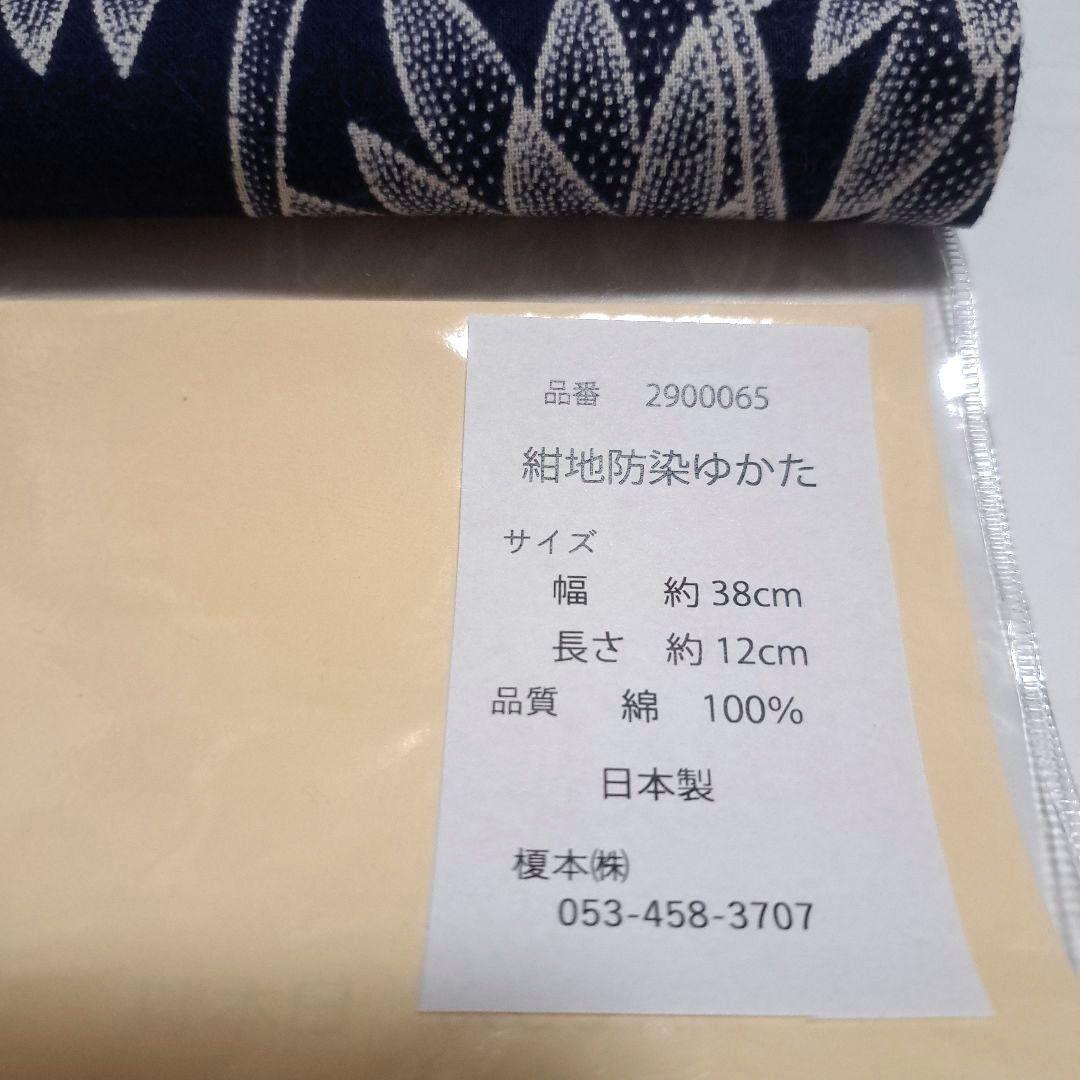 品番 2900065
紺地防染ゆかた
サイズ
幅 約 38cm
長さ 約 12cm
品質 綿 100%
日本製
榎本㈱
053-458-3707